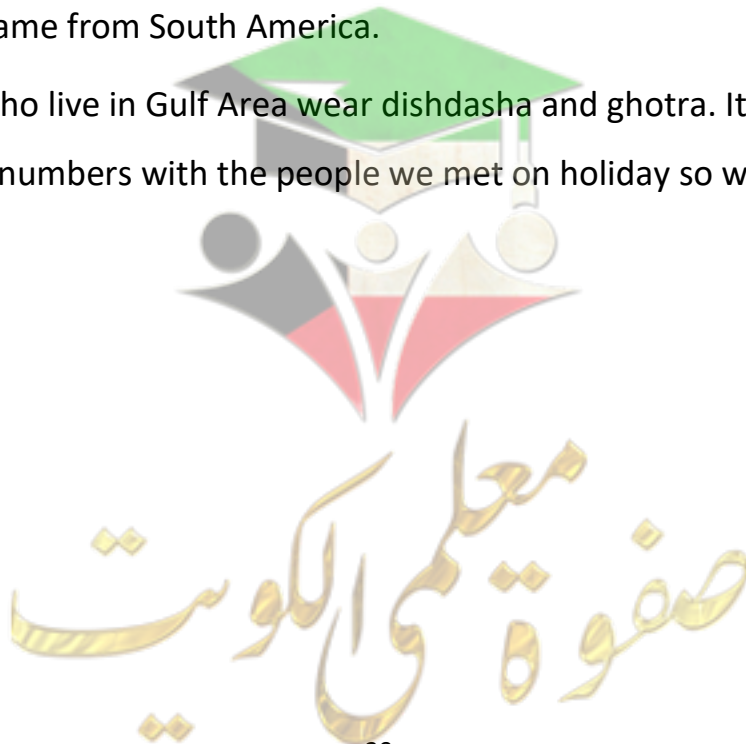 ame from South America.
ho live in Gulf Area wear dishdasha and ghotra. It
numbers with the people we met on holiday so w
صفوة معلمى الكويت